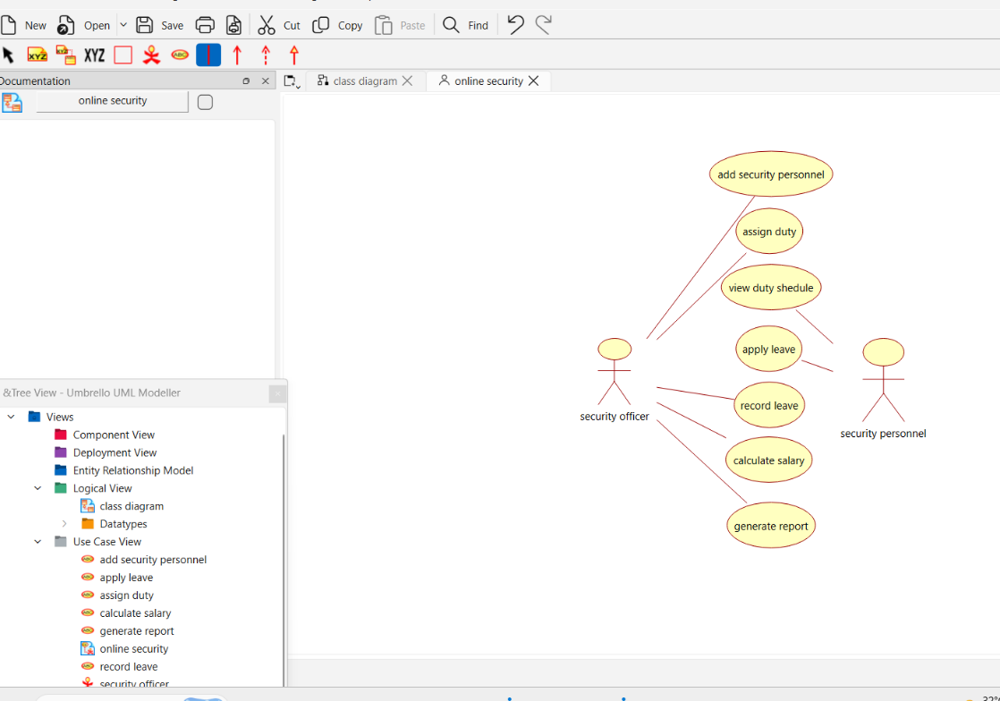 New Open Save Cut Copy Paste Find
XYZ XYZ ABC
Documentation
class diagram online security
online security
add security personnel
assign duty
view duty shedule
apply leave
record leave
security officer
security personnel
calculate salary
generate report
&Tree View - Umbrello UML Modeller
Views
Component View
Deployment View
Entity Relationship Model
Logical View
class diagram
Datatypes
Use Case View
add security personnel
apply leave
assign duty
calculate salary
generate report
online security
record leave
security officer